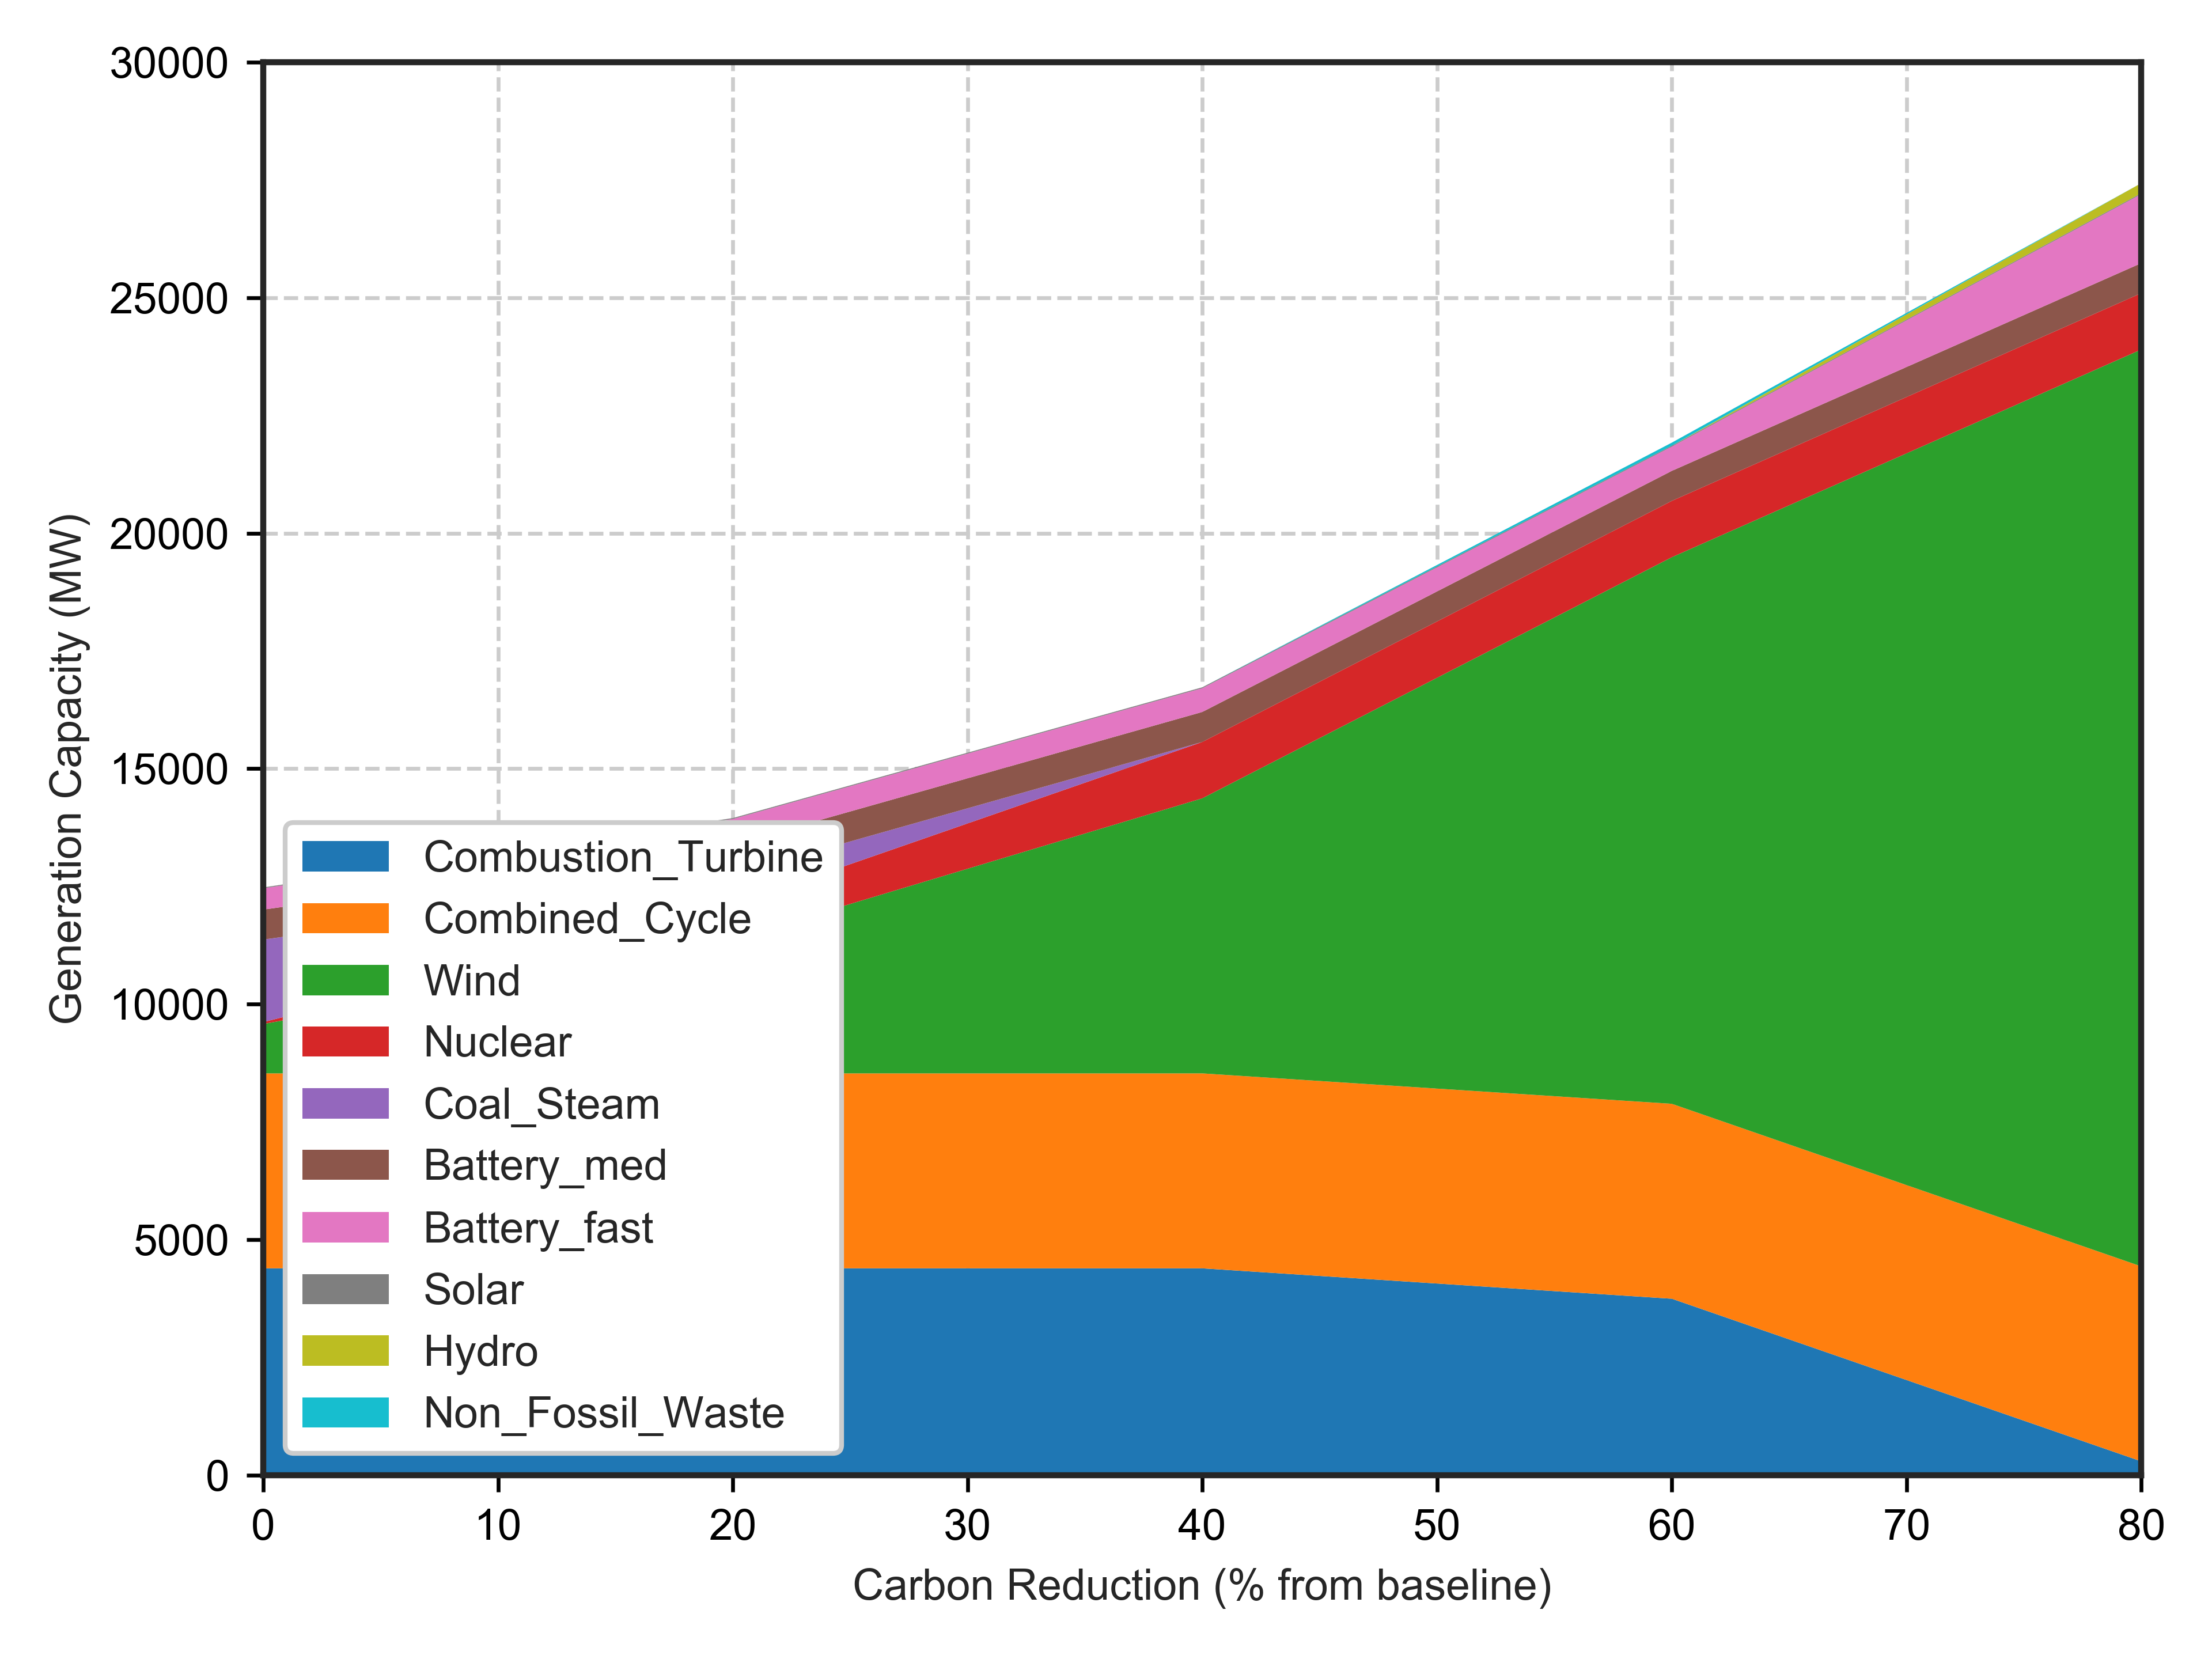 30000
25000
20000
15000
10000
5000
0
Generation Capacity (MW)
Combustion_Turbine
Combined_Cycle
Wind
Nuclear
Coal_Steam
Battery_med
Battery_fast
Solar
Hydro
Non_Fossil_Waste
0 10 20 30 40 50 60 70 80
Carbon Reduction (% from baseline)